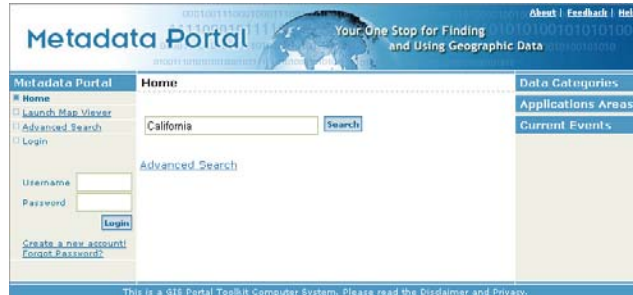 About | Feedback | Hel
Metadata Portal
Your One Stop for Finding
and Using Geographic Data
Metadata Portal
Home
Launch Map Viewer
Advanced Search
Login
Username
Password
Login
Create a new account!
Forgot Password?
Home
California
Search
Advanced Search
Data Categories
Applications Areas
Current Events
This is a GIS Portal Toolkit Computer System. Please read the Disclaimer and Privacy.